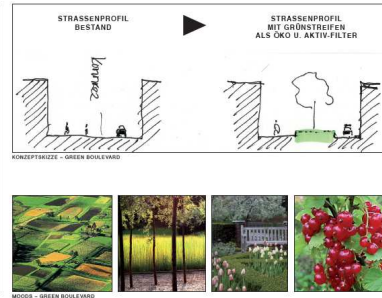 STRASSENPROFIL
BESTAND
STRASSENPROFIL
MIT GRÜNSTREIFEN
ALS ÖKO U. AKTIV-FILTER
KONZEPTSKIZZE – GREEN BOULEVARD
MOODS – GREEN BOULEVARD